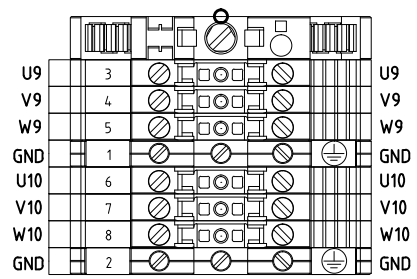 U9 3 U9
V9 4 V9
W9 5 W9
GND 1 GND
U10 6 U10
V10 7 V10
W10 8 W10
GND 2 GND